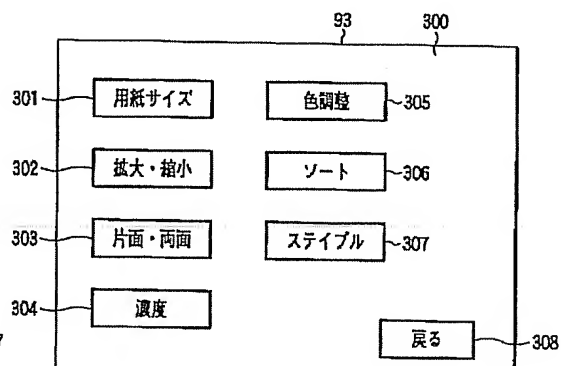 93
300
301 用紙サイズ 色調整 305
302 拡大・縮小 ソート 306
303 片面・両面 ステイプル 307
304 濃度
戻る 308